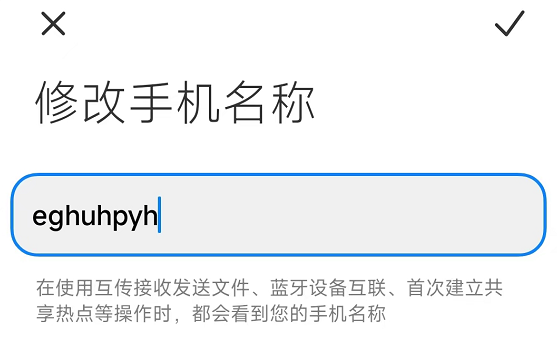 修改手机名称
eghuhpyh
在使用互传接收发送文件、蓝牙设备互联、首次建立共
享热点等操作时，都会看到您的手机名称